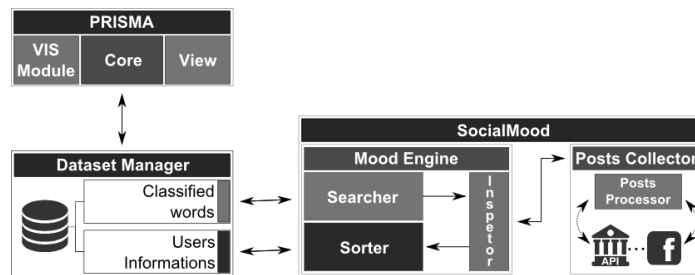 PRISMA
VIS
Module
Core
View
SocialMood
Dataset Manager
Classified
words
Users
Informations
Mood Engine
Searcher
Sorter
Inspetor
Posts Collector
Posts
Processor
API
f